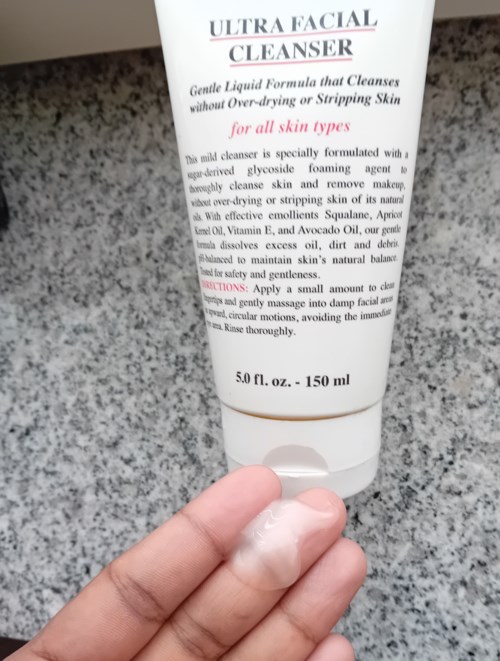 ULTRA FACIAL
CLEANSER
Gentle Liquid Formula that Cleanses
without Over-drying or Stripping Skin
for all skin types
This mild cleanser is specially formulated with a
sugar-derived glycoside foaming agent to
thoroughly cleanse skin and remove makeup,
without over-drying or stripping skin of its natural
oils. With effective emollients Squalane, Apricot
Kernel Oil, Vitamin E, and Avocado Oil, our gentle
formula dissolves excess oil, dirt and debris.
pH-balanced to maintain skin's natural balance.
Tested for safety and gentleness.
DIRECTIONS: Apply a small amount to clean
fingertips and gently massage into damp facial area
in upward, circular motions, avoiding the immediate
eye area. Rinse thoroughly.
5.0 fl. oz. - 150 ml